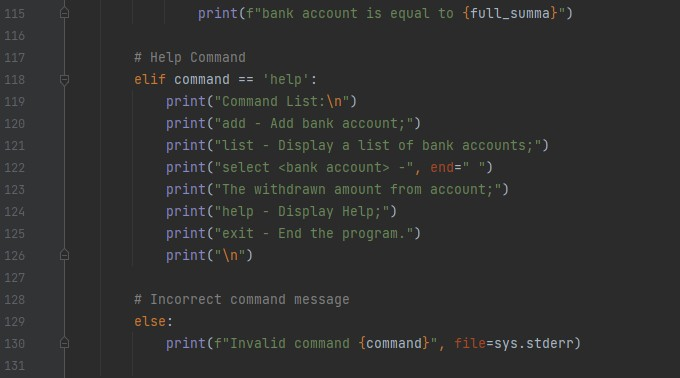 115 print(f"bank account is equal to {full_summa}")
116
117 # Help Command
118 elif command == 'help':
119 print("Command List:\n")
120 print("add - Add bank account;")
121 print("list - Display a list of bank accounts;")
122 print("select <bank account> -", end=" ")
123 print("The withdrawn amount from account;")
124 print("help - Display Help;")
125 print("exit - End the program.")
126 print("\n")
127
128 # Incorrect command message
129 else:
130 print(f"Invalid command {command}", file=sys.stderr)
131